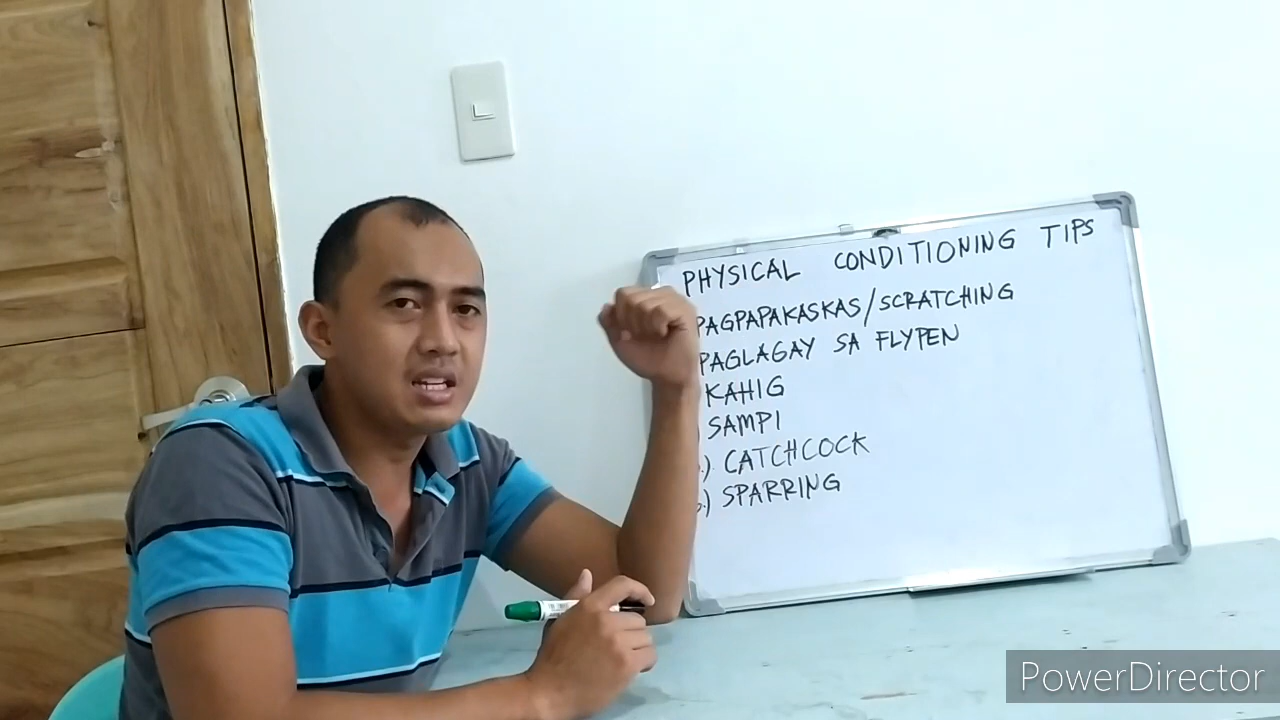 PHYSICAL CONDITIONING TIPS
PAGPAPAKASKAS/SCRATCHING
PAGLAGAY SA FLYPEN
KAHIG
) SAMPI
.) CATCHCOCK
.) SPARRING
PowerDirector